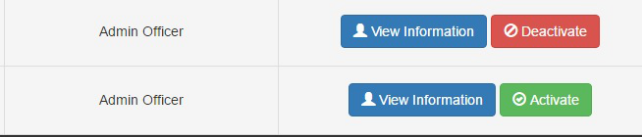 Admin Officer View Information Deactivate
Admin Officer View Information Activate